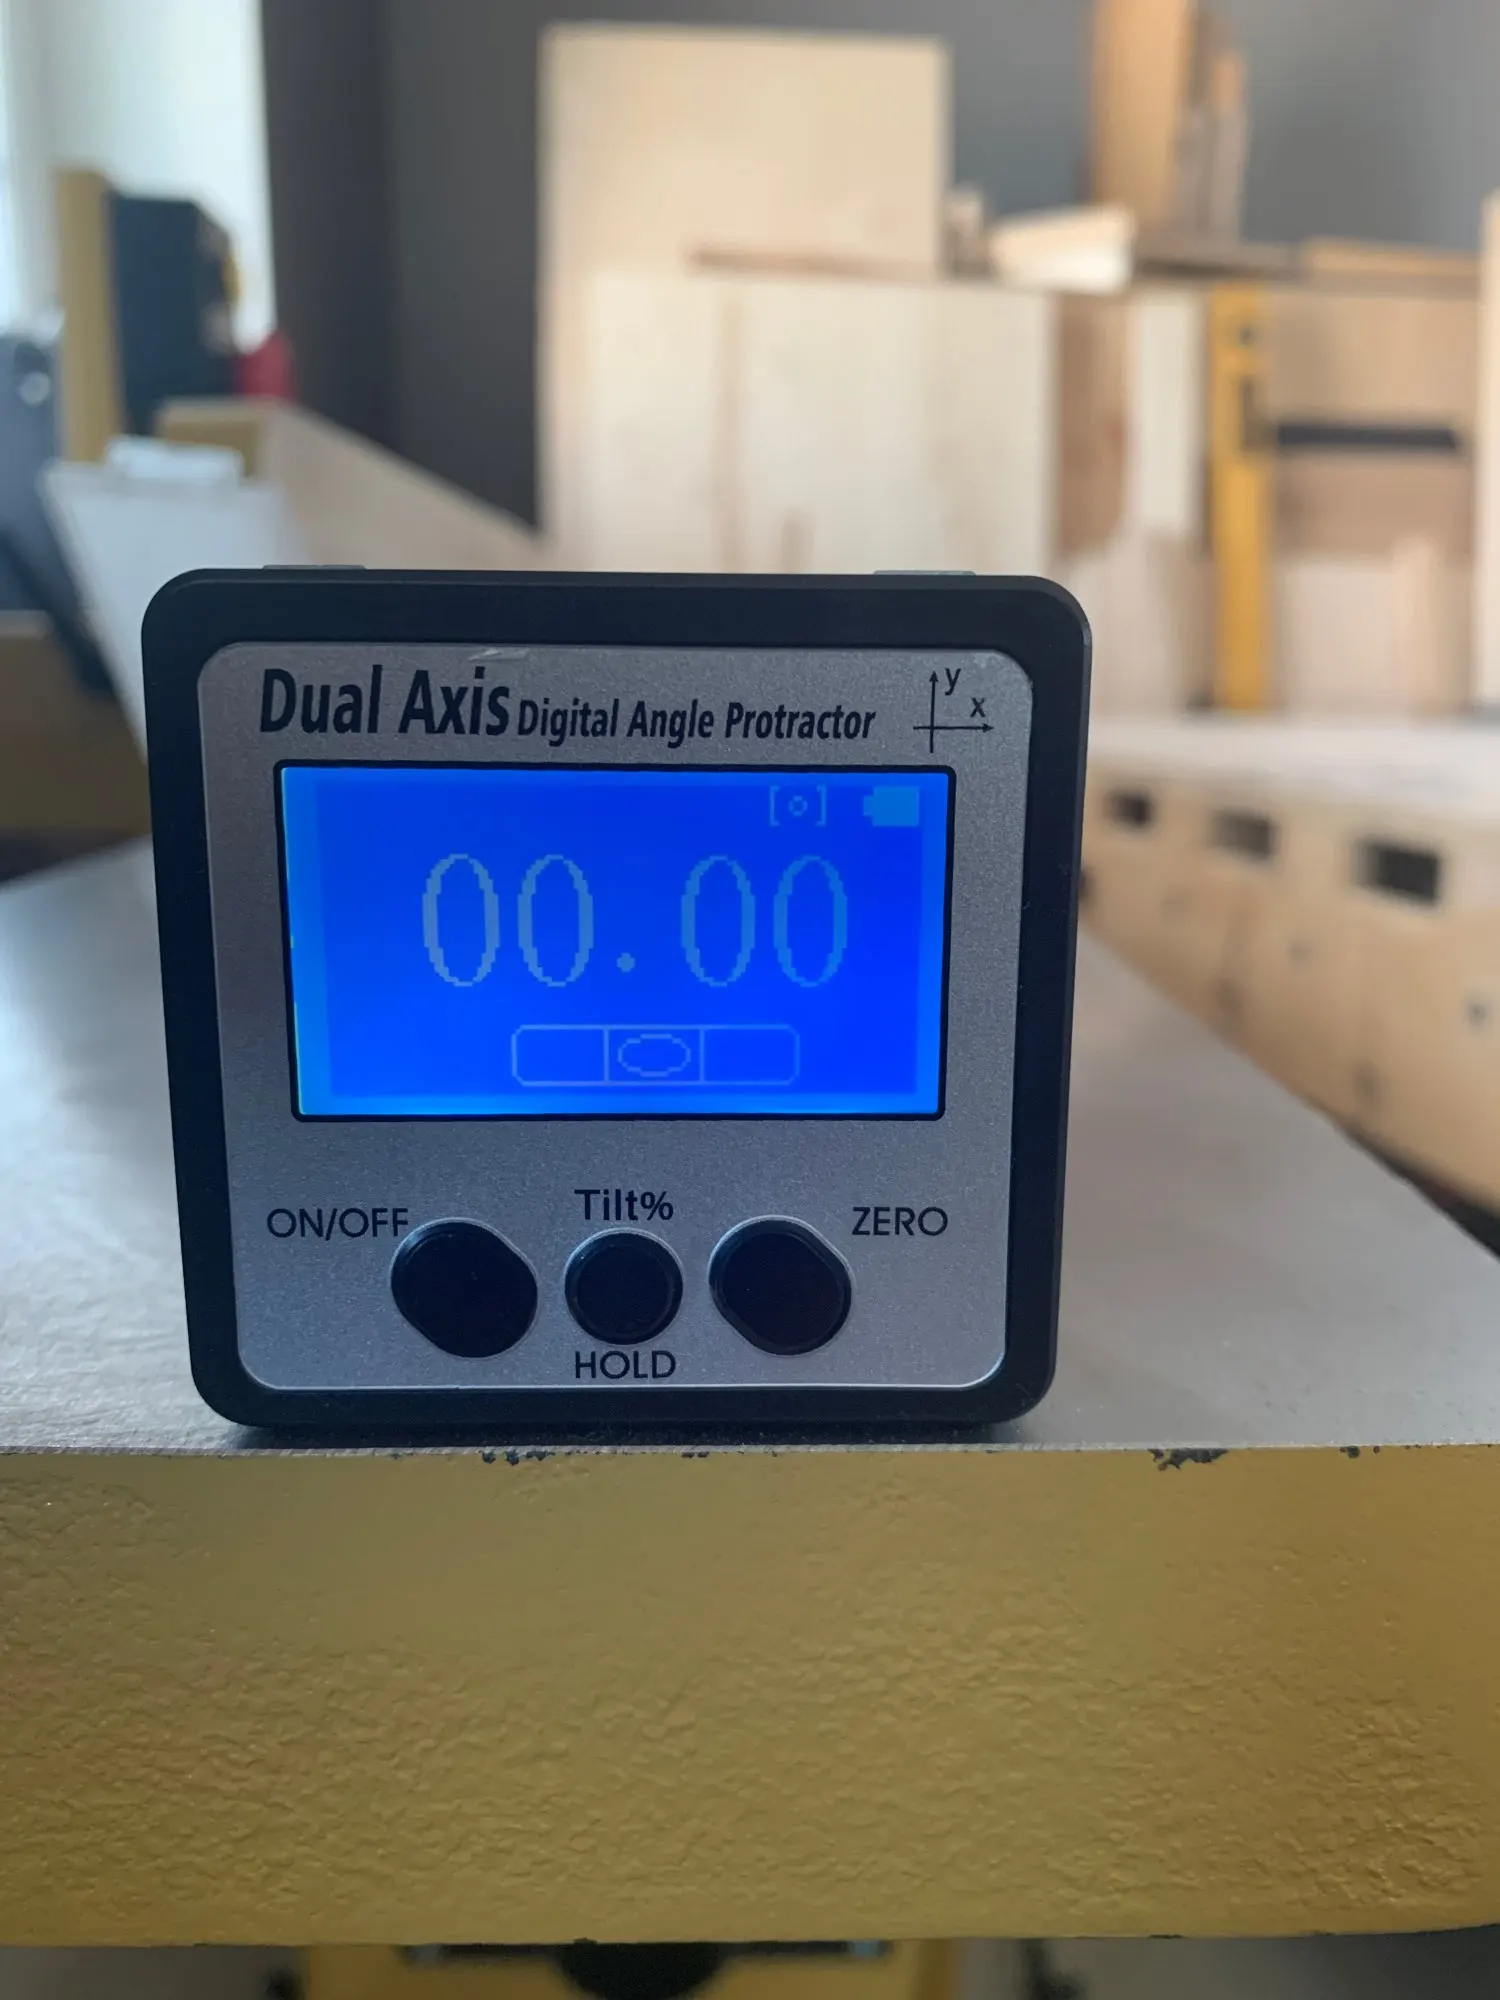 Dual Axis Digital Angle Protractor
y
x
[o]
00.00
ON/OFF
Tilt%
ZERO
HOLD